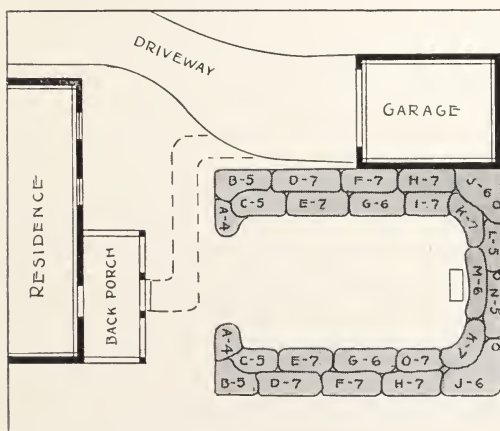 DRIVEWAY
GARAGE
RESIDENCE
BACK PORCH
B-5 D-7 F-7 H-7 J-6
A-4 C-5 E-7 G-6 I-7 K-7 O
L-5
M-6 O
N-5
A-4 K-7 O
C-5 E-7 G-6 O-7
B-5 D-7 F-7 H-7 J-6